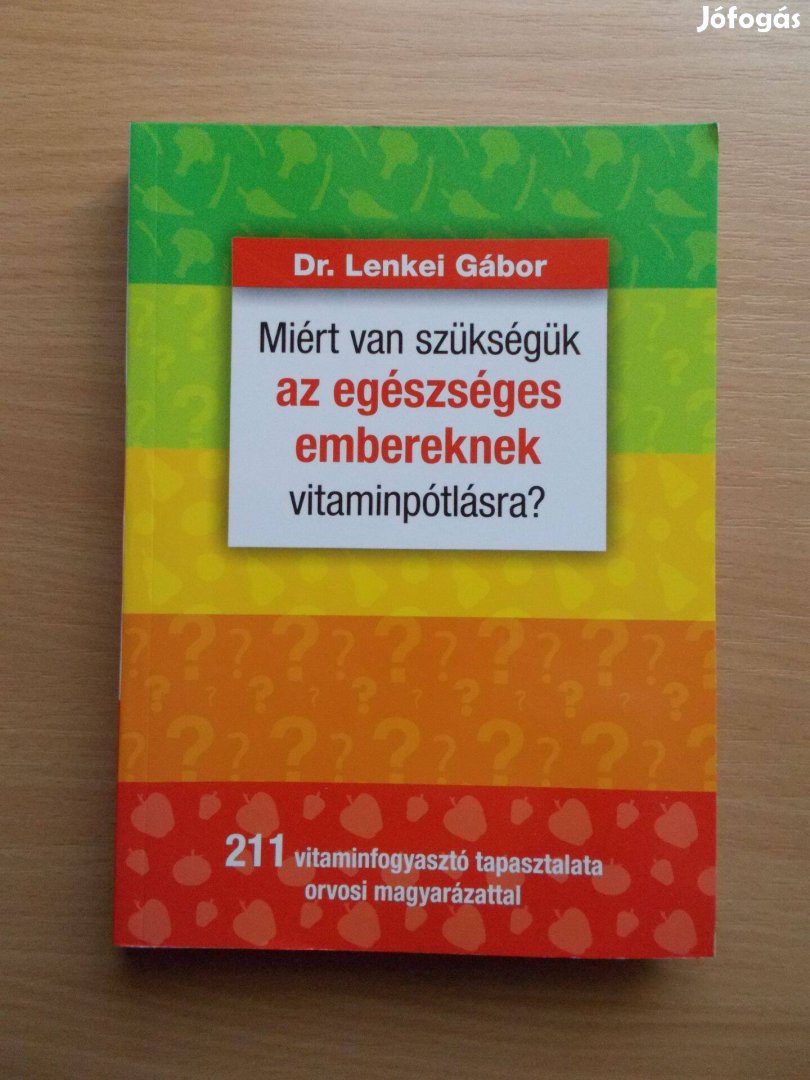 Jófogás
Dr. Lenkei Gábor
Miért van szükségük
az egészséges
embereknek
vitaminpótlásra?
211 vitaminfogyasztó tapasztalata
orvosi magyarázattal